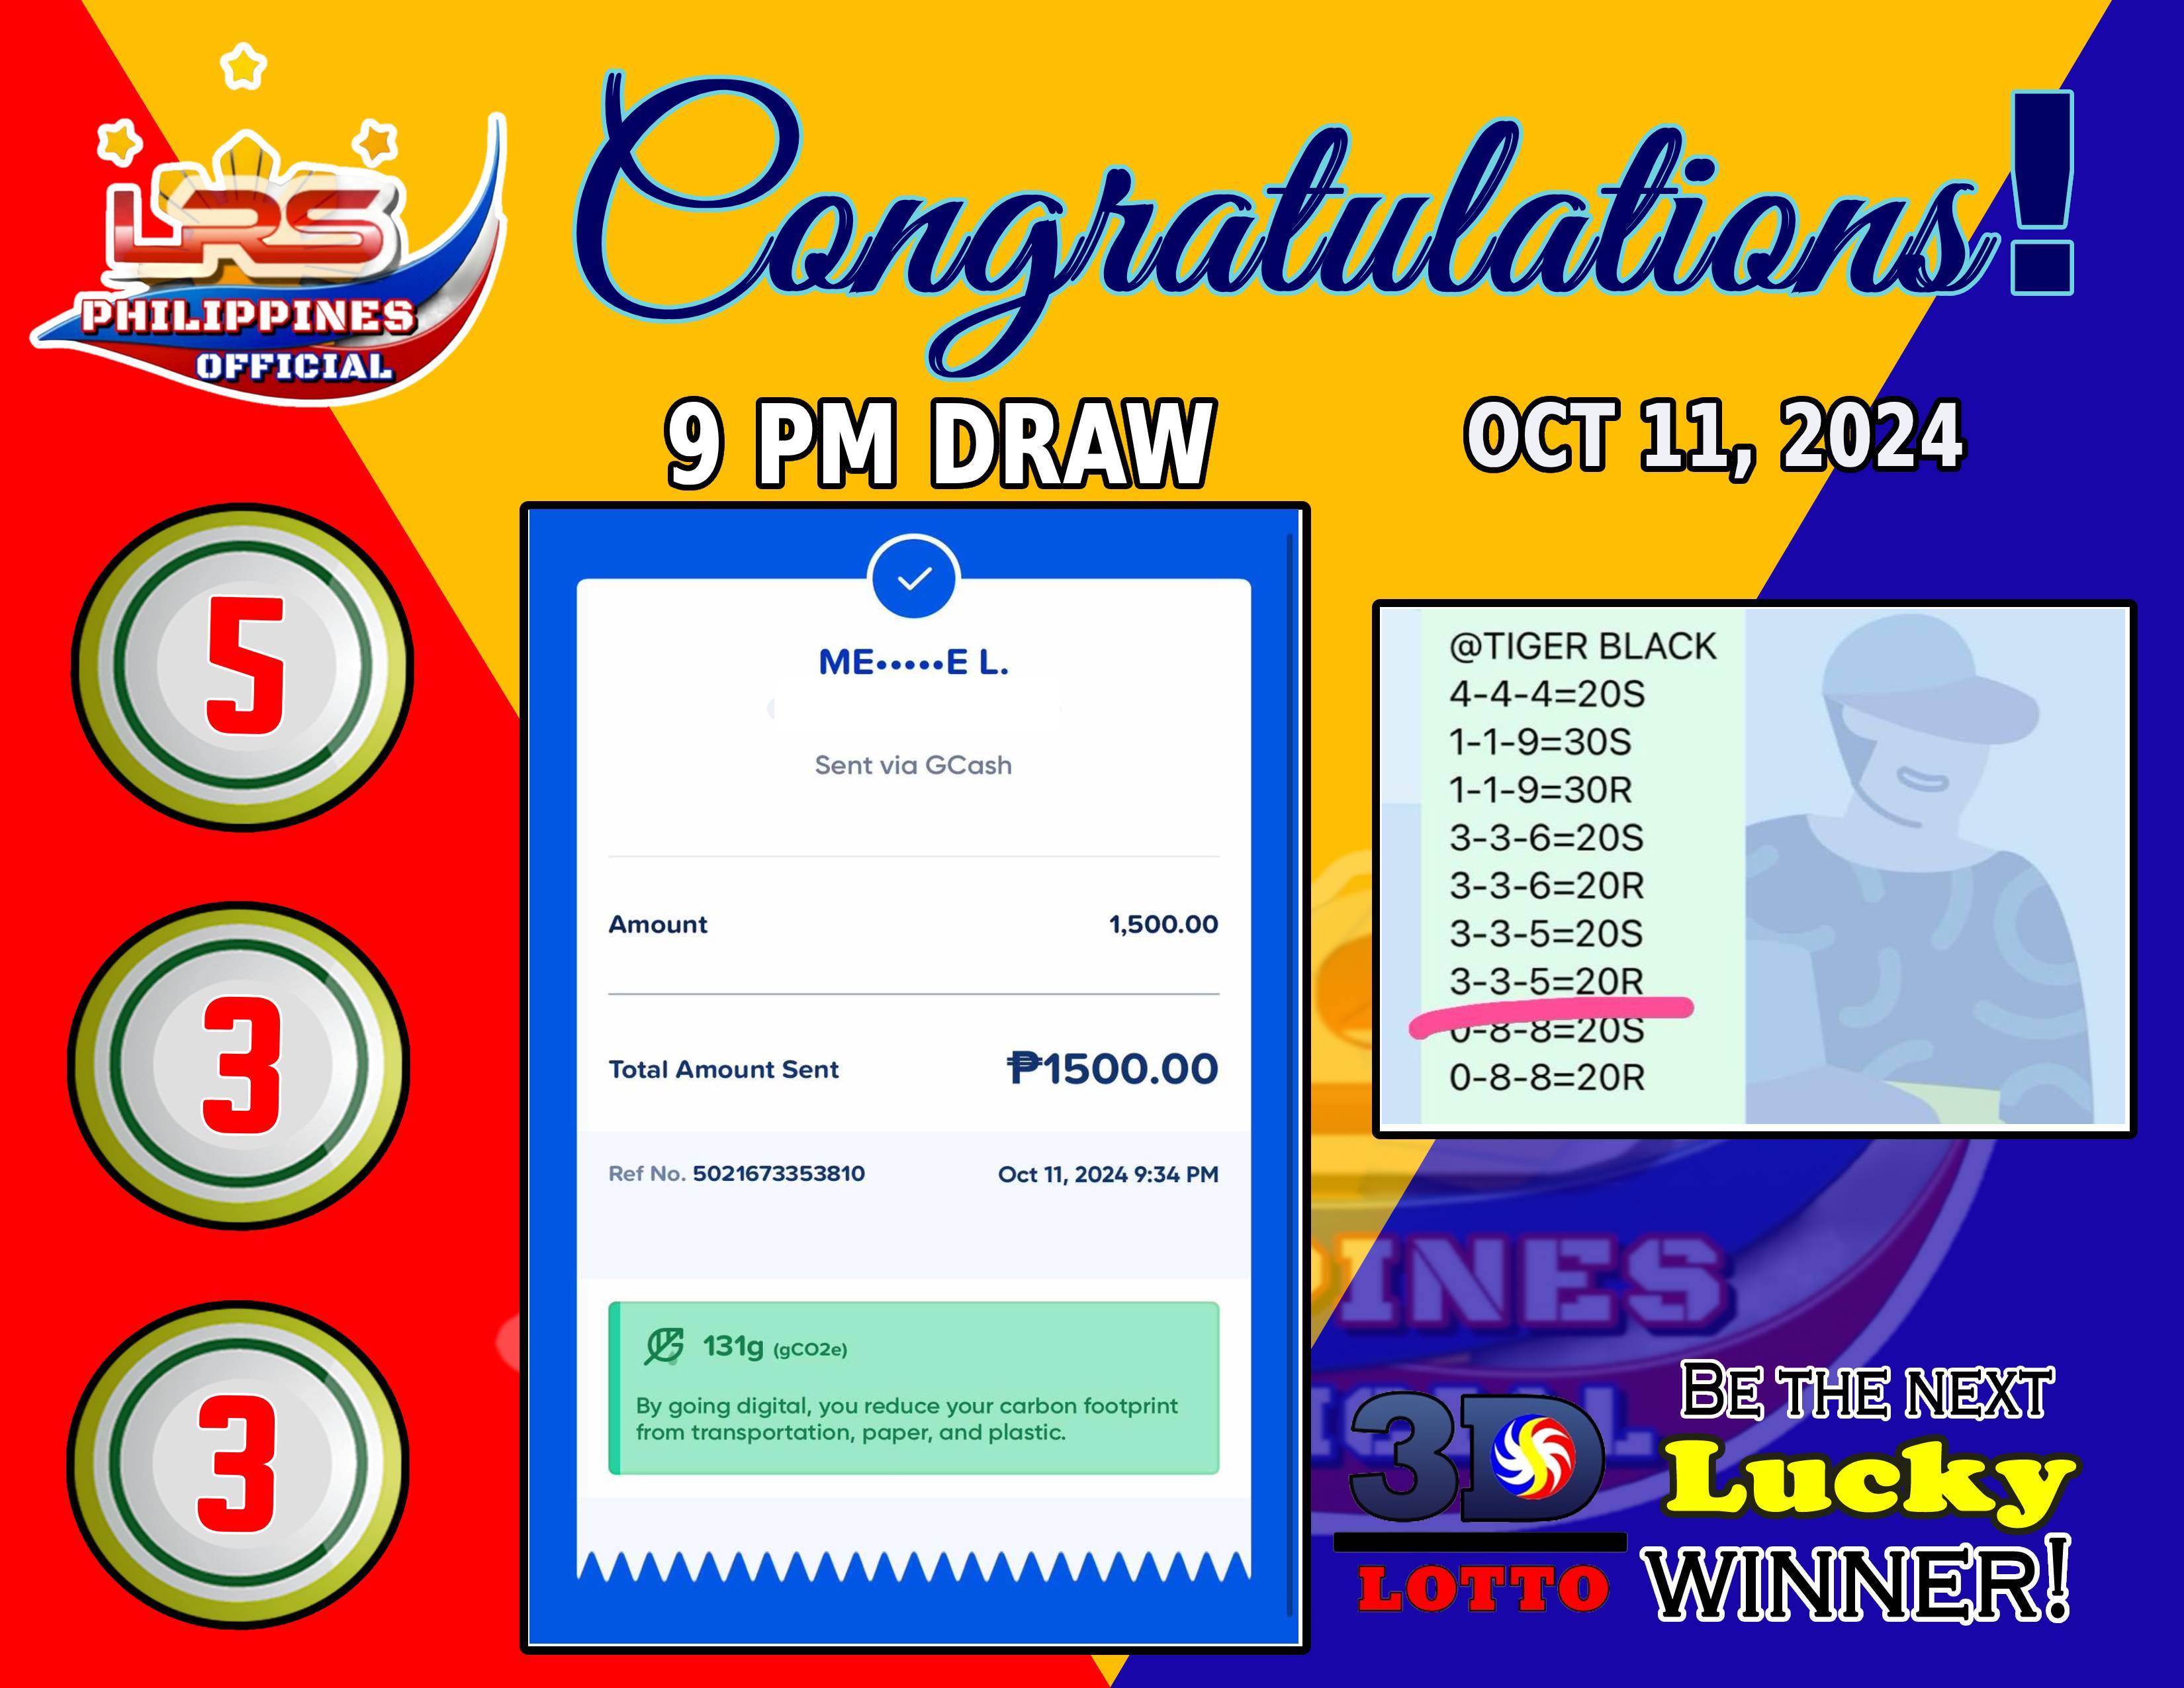 LRS
PHILIPPINES
OFFICIAL
Congratulations!
9 PM DRAW
OCT 11, 2024
5
3
3
ME•••••E L.
Sent via GCash
Amount 1,500.00
Total Amount Sent ₱1500.00
Ref No. 5021673353810 Oct 11, 2024 9:34 PM
131g (gCO2e)
By going digital, you reduce your carbon footprint
from transportation, paper, and plastic.
@TIGER BLACK
4-4-4=20S
1-1-9=30S
1-1-9=30R
3-3-6=20S
3-3-6=20R
3-3-5=20S
3-3-5=20R
0-8-8=20S
0-8-8=20R
PINES
3D
LOTTO
BE THE NEXT
Lucky
WINNER!